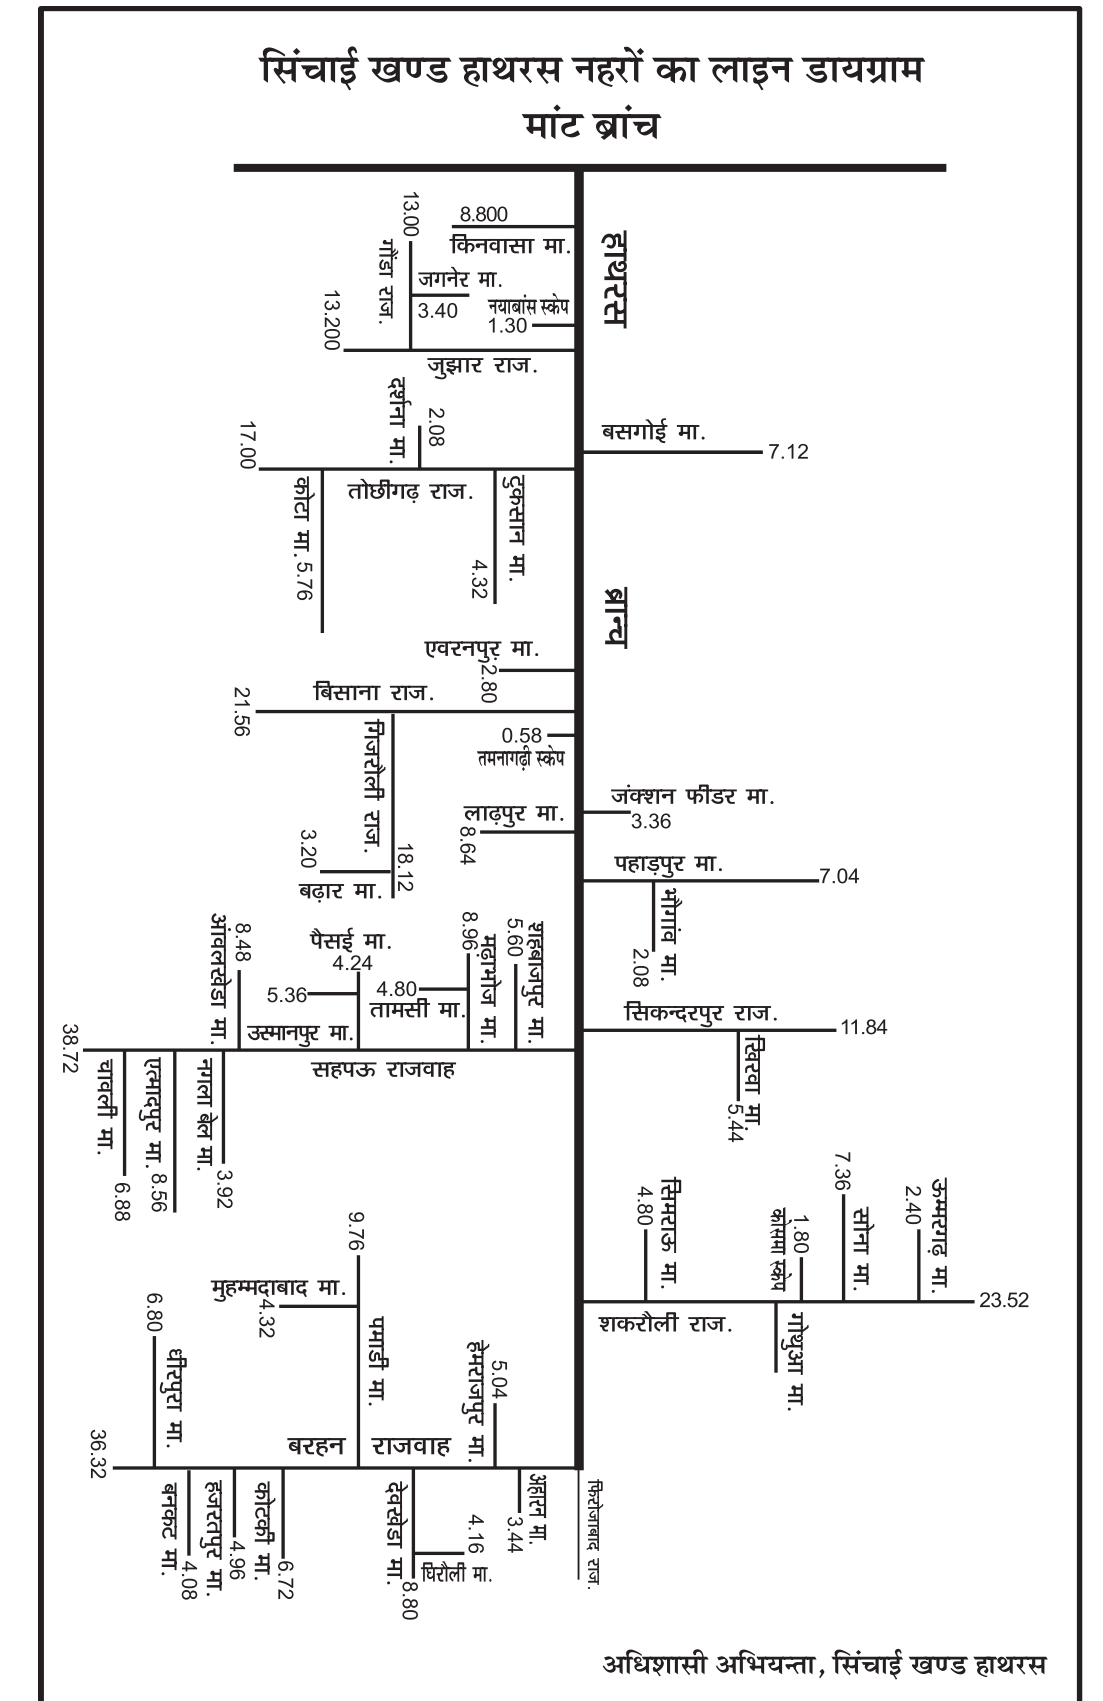 सिंचाई खण्ड हाथरस नहरों का लाइन डायग्राम
मांट ब्रांच
हाथरस
ब्रान्च
8.800
किनवासा मा.
13.00
गौंडा राज.
जगनेर मा.
3.40
नयाबांस स्केप
1.30
13.200
जुझार राज.
बसगोई मा.
7.12
दर्शना मा.
2.08
17.00
तोछीगढ़ राज.
कोटा मा. 5.76
टुकसान मा.
4.32
एवरनपुर मा.
2.80
बिसाना राज.
21.56
0.58
तमनागढ़ी स्केप
गिजरौली राज.
18.12
3.20
बढ़ार मा.
लाढ़पुर मा.
8.64
जंक्शन फीडर मा.
3.36
पहाड़पुर मा.
7.04
भौगांव मा.
2.08
आंवलखेडा मा.
8.48
पैसई मा.
4.24
5.36
उस्मानपुर मा.
4.80
तामसी मा.
8.96
मढ़ाभोज मा.
5.60
शहबाजपुर मा.
सिकन्दरपुर राज.
11.84
खिरवा मा.
5.44
38.72
सहपऊ राजवाह
चावली मा.
6.88
एत्मादपुर मा. 8.56
नगला बेल मा.
3.92
सिमराऊ मा.
4.80
कोसमा स्केप
1.80
7.36
सोना मा.
2.40
ऊम्मरगढ़ मा.
23.52
शकरौली राज.
गोथुआ मा.
9.76
मुहम्मदाबाद मा.
4.32
पमाडी मा.
6.80
धीरपुरा मा.
हेमराजपुर मा.
5.04
36.32
बरहन राजवाह
बनकट मा.
4.08
हजरतपुर मा.
4.96
कोटकी मा.
6.72
देवखेडा मा.
8.80
4.16
घिरौली मा.
अहारन मा.
3.44
फिरोजाबाद राज.
अधिशासी अभियन्ता, सिंचाई खण्ड हाथरस